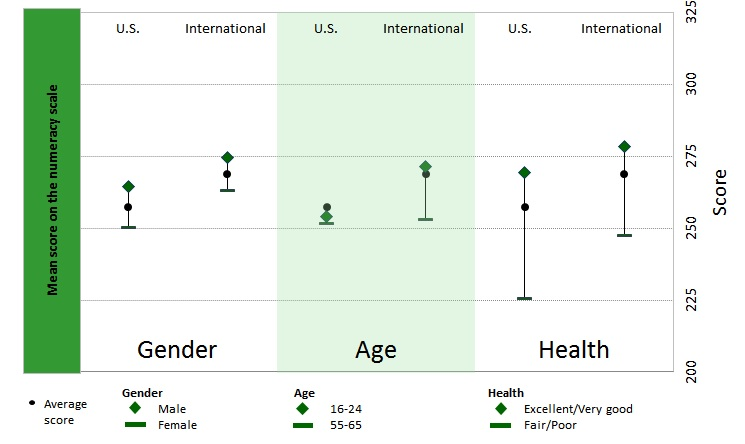 U.S. International U.S. International U.S. International
325
300
275
250
225
200
Mean score on the numeracy scale
Score
Gender Age Health
Average
score
Gender
Male
Female
Age
16-24
55-65
Health
Excellent/Very good
Fair/Poor